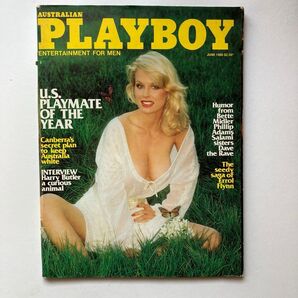 AUSTRALIAN
PLAYBOY
ENTERTAINMENT FOR MEN
JUNE 1980
U.S.
PLAYMATE
OF THE
YEAR
Canberra's
secret plan
to keep
Australia
white
INTERVIEW
Harry Butler
a curious
animal
Humor
from
Bette
Midler
Phillip
Adams
Salami
sisters
Dave
the Rave
The
seedy
saga of
Errol
Flynn